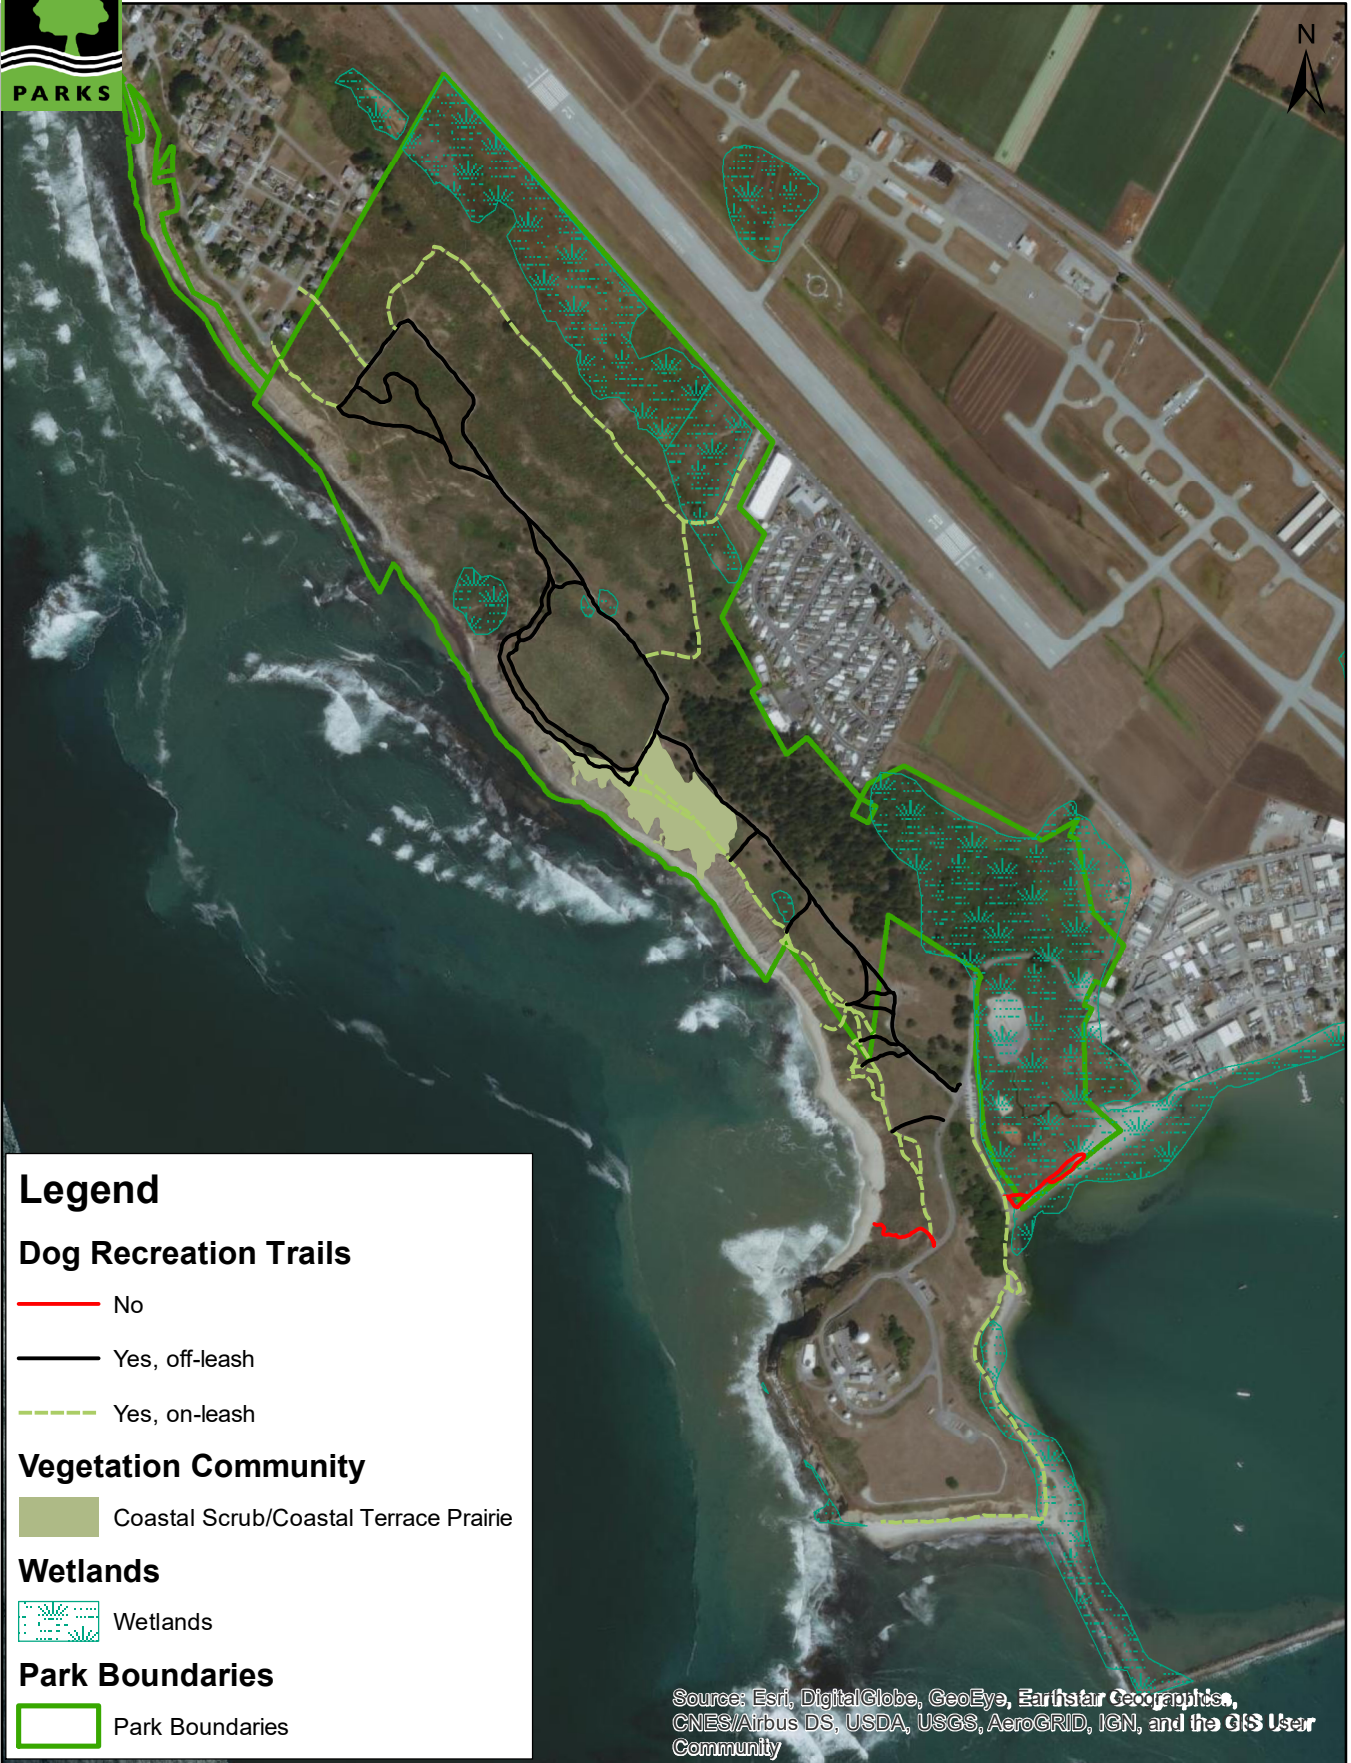 PARKS
N
Legend
Dog Recreation Trails
No
Yes, off-leash
Yes, on-leash
Vegetation Community
Coastal Scrub/Coastal Terrace Prairie
Wetlands
Wetlands
Park Boundaries
Park Boundaries
Source: Esri, DigitalGlobe, GeoEye, Earthstar Geographics,
CNES/Airbus DS, USDA, USGS, AeroGRID, IGN, and the GIS User
Community